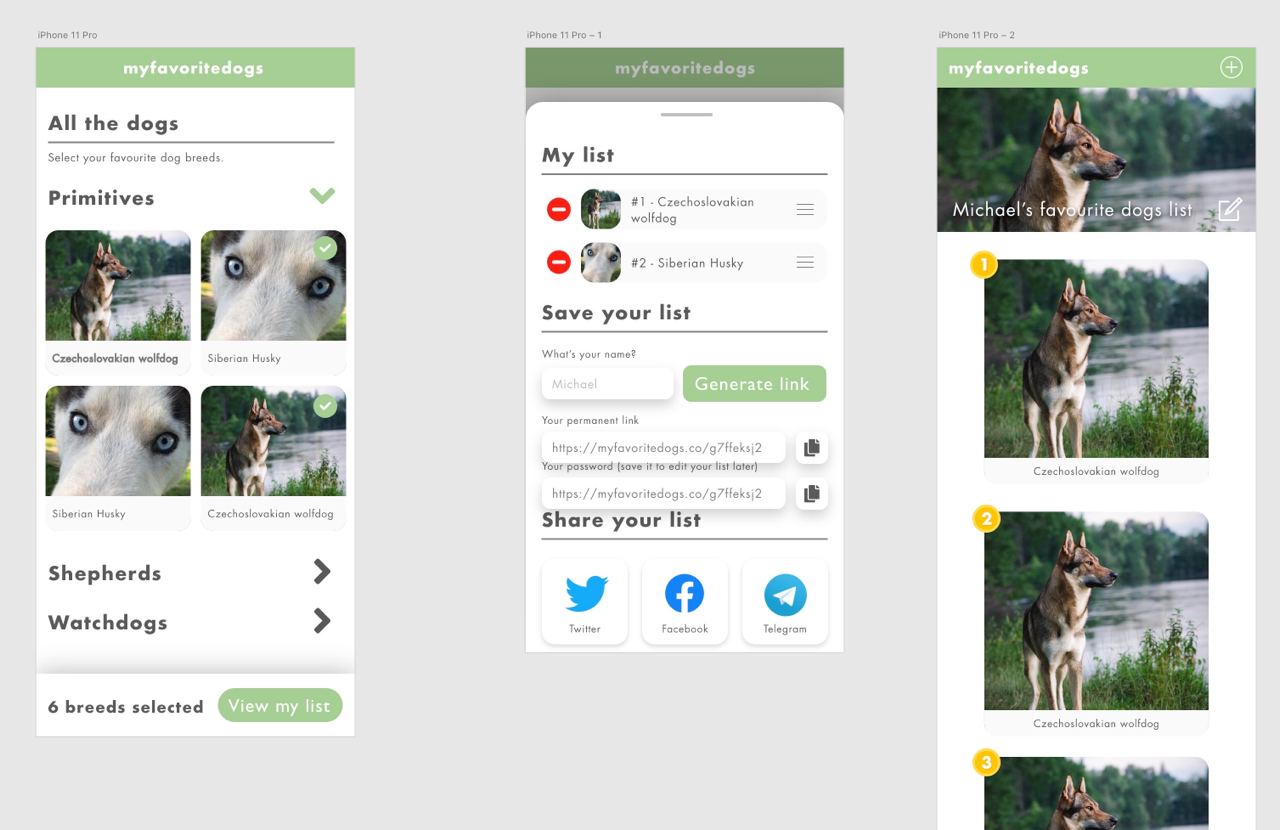 iPhone 11 Pro
myfavoritedogs
All the dogs
Select your favourite dog breeds.
Primitives
Czechoslovakian wolfdog
Siberian Husky
Siberian Husky
Czechoslovakian wolfdog
Shepherds
Watchdogs
6 breeds selected
View my list
iPhone 11 Pro – 1
myfavoritedogs
My list
#1 - Czechoslovakian
wolfdog
#2 - Siberian Husky
Save your list
What's your name?
Michael
Generate link
Your permanent link
https://myfavoritedogs.co/g7ffeksj2
Your password (save it to edit your list later)
https://myfavoritedogs.co/g7ffeksj2
Share your list
Twitter
Facebook
Telegram
iPhone 11 Pro – 2
myfavoritedogs
Michael's favourite dogs list
1
Czechoslovakian wolfdog
2
Czechoslovakian wolfdog
3